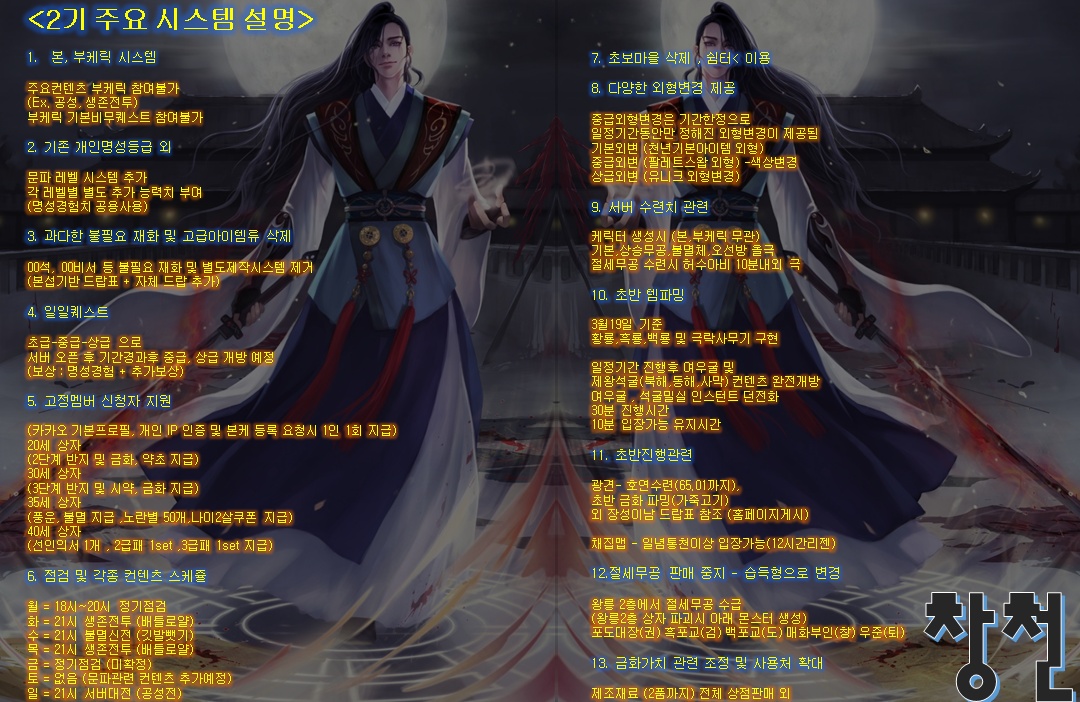 <2기 주요 시스템 설명>
1. 본, 부케릭 시스템
주요컨텐츠 부케릭 참여불가
(Ex. 공성, 생존전투)
부케릭 기본비무퀘스트 참여불가
2. 기존 개인명성등급 외
문파 레벨 시스템 추가
각 레벨별 별도 추가 능력치 부여
(명성경험치 공용사용)
3. 과다한 불필요 재화 및 고급아이템류 삭제
00석, 00비서 등 불필요 재화 및 별도제작시스템 제거
(본섭기반 드랍표 + 자체 드랍 추가)
4. 일일퀘스트
초급-중급-상급 으로
서버 오픈 후 기간경과후 중급, 상급 개방 예정
(보상 : 명성경험 + 추가보상)
5. 고정멤버 신청자 지원
(카카오 기본프로필, 개인 IP 인증 및 본케 등록 요청시 1인 1회 지급)
20세 상자
(2단계 반지 및 금화, 약초 지급)
30세 상자
(3단계 반지 및 시약, 금화 지급)
35세 상자
(풍운, 불멸 지급 ,노란별 50개,나이2살쿠폰 지급)
40세 상자
(선인의서 1개 , 2급패 1set ,3급패 1set 지급)
6. 점검 및 각종 컨텐츠 스케쥴
월 = 18시~20시 정기점검
화 = 21시 생존전투 (배틀로얄)
수 = 21시 불멸신전 (깃발뺏기)
목 = 21시 생존전투 (배틀로얄)
금 = 정기점검 (미확정)
토 = 없음 (문파관련 컨텐츠 추가예정)
일 = 21시 서버대전 (공성전)
7. 초보마을 삭제 , 쉼터< 이용
8. 다양한 외형변경 제공
중급외형변경은 기간한정으로
일정기간동안만 정해진 외형변경이 제공됨
기본외변 (천년기본아이템 외형)
중급외변 (팔레트스왑 외형) -색상변경
상급외변 (유니크 외형변경)
9. 서버 수련치 관련
케릭터 생성시 (본,부케릭 무관)
기본,상승무공,불멸체,오선방 올극
절세무공 수련시 허수아비 10분내외 극
10. 초반 템파밍
3월19일 기준
황룡,흑룡,백룡 및 극락사무기 구현
일정기간 진행후 여우굴 및
제왕석굴(북해,동해,사막) 컨텐츠 완전개방
여우굴 , 석굴밀실 인스턴트 던전화
30분 진행시간
10분 입장가능 유지시간
11. 초반진행관련
광견- 호연수련(65.01까지),
초반 금화 파밍(가죽고기)
외 장성이남 드랍표 참조 (홈페이지게시)
채집맵 - 일념통천이상 입장가능(12시간리젠)
12.절세무공 판매 중지 - 습득형으로 변경
왕릉 2층에서 절세무공 수급
(왕릉2층 상자 파괴시 아래 몬스터 생성)
포도대장(권) 흑포교(검) 백포교(도) 매화부인(창) 우준(퇴)
13. 금화가치 관련 조정 및 사용처 확대
제조재료 (2품까지) 전체 상점판매 외
창천